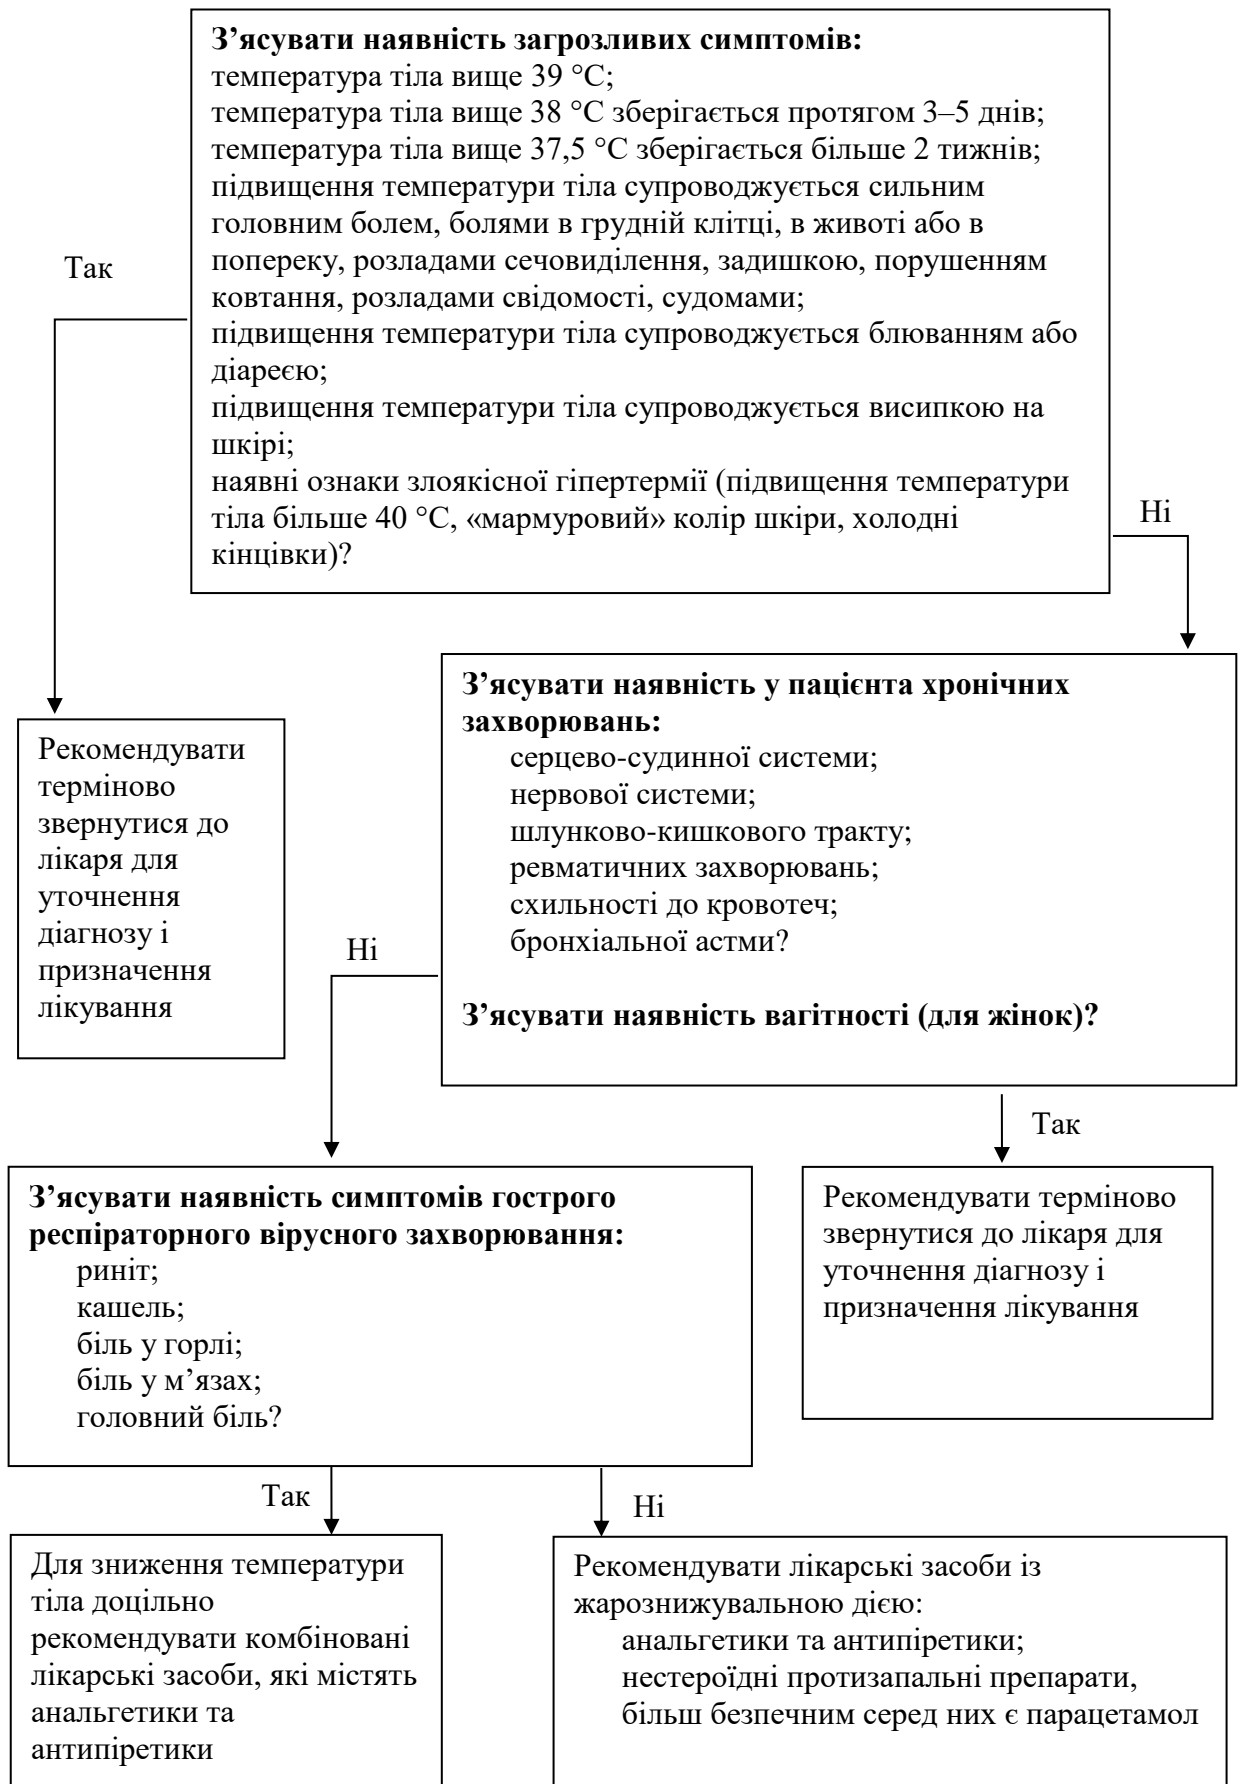 З’ясувати наявність загрозливих симптомів:
температура тіла вище 39 °С;
температура тіла вище 38 °С зберігається протягом 3–5 днів;
температура тіла вище 37,5 °С зберігається більше 2 тижнів;
підвищення температури тіла супроводжується сильним
головним болем, болями в грудній клітці, в животі або в
попереку, розладами сечовиділення, задишкою, порушенням
ковтання, розладами свідомості, судомами;
підвищення температури тіла супроводжується блюванням або
діареєю;
підвищення температури тіла супроводжується висипкою на
шкірі;
наявні ознаки злоякісної гіпертермії (підвищення температури
тіла більше 40 °С, «мармуровий» колір шкіри, холодні
кінцівки)?
Так
Ні
Рекомендувати
терміново
звернутися до
лікаря для
уточнення
діагнозу і
призначення
лікування
З’ясувати наявність у пацієнта хронічних
захворювань:
серцево-судинної системи;
нервової системи;
шлунково-кишкового тракту;
ревматичних захворювань;
схильності до кровотеч;
бронхіальної астми?
З’ясувати наявність вагітності (для жінок)?
Ні
Так
З’ясувати наявність симптомів гострого
респіраторного вірусного захворювання:
риніт;
кашель;
біль у горлі;
біль у м’язах;
головний біль?
Рекомендувати терміново
звернутися до лікаря для
уточнення діагнозу і
призначення лікування
Так
Ні
Для зниження температури
тіла доцільно
рекомендувати комбіновані
лікарські засоби, які містять
анальгетики та
антипіретики
Рекомендувати лікарські засоби із
жарознижувальною дією:
анальгетики та антипіретики;
нестероїдні протизапальні препарати,
більш безпечним серед них є парацетамол